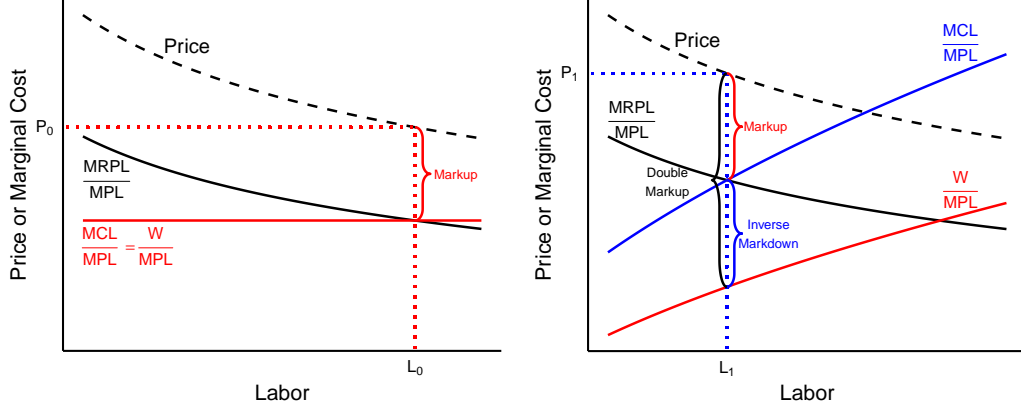 Price or Marginal Cost
Price
P0
MRPL
MPL
Markup
MCL
MPL
=
W
MPL
L0
Labor
Price or Marginal Cost
MCL
MPL
Price
P1
MRPL
MPL
Markup
Double
Markup
W
MPL
Inverse
Markdown
L1
Labor